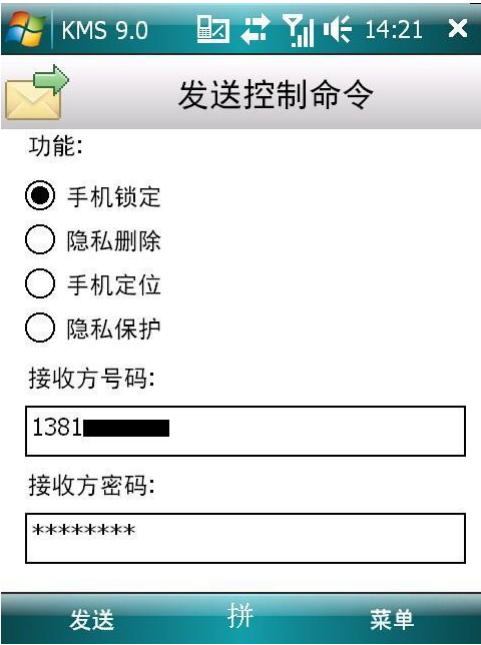 KMS 9.0
14:21
发送控制命令
功能:
手机锁定
隐私删除
手机定位
隐私保护
接收方号码:
1381
接收方密码:
********
发送 拼 菜单